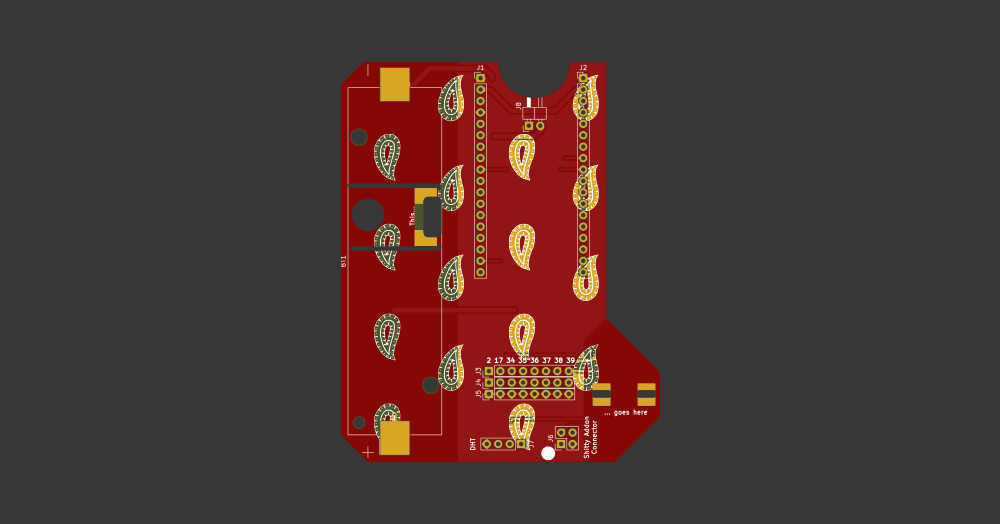 J1
J2
J8
This...
BT1
2 17 34 35 36 37 38 39
J3
J4
J5
... goes here
DHT
J7
J6
Shitty Addon
Connector